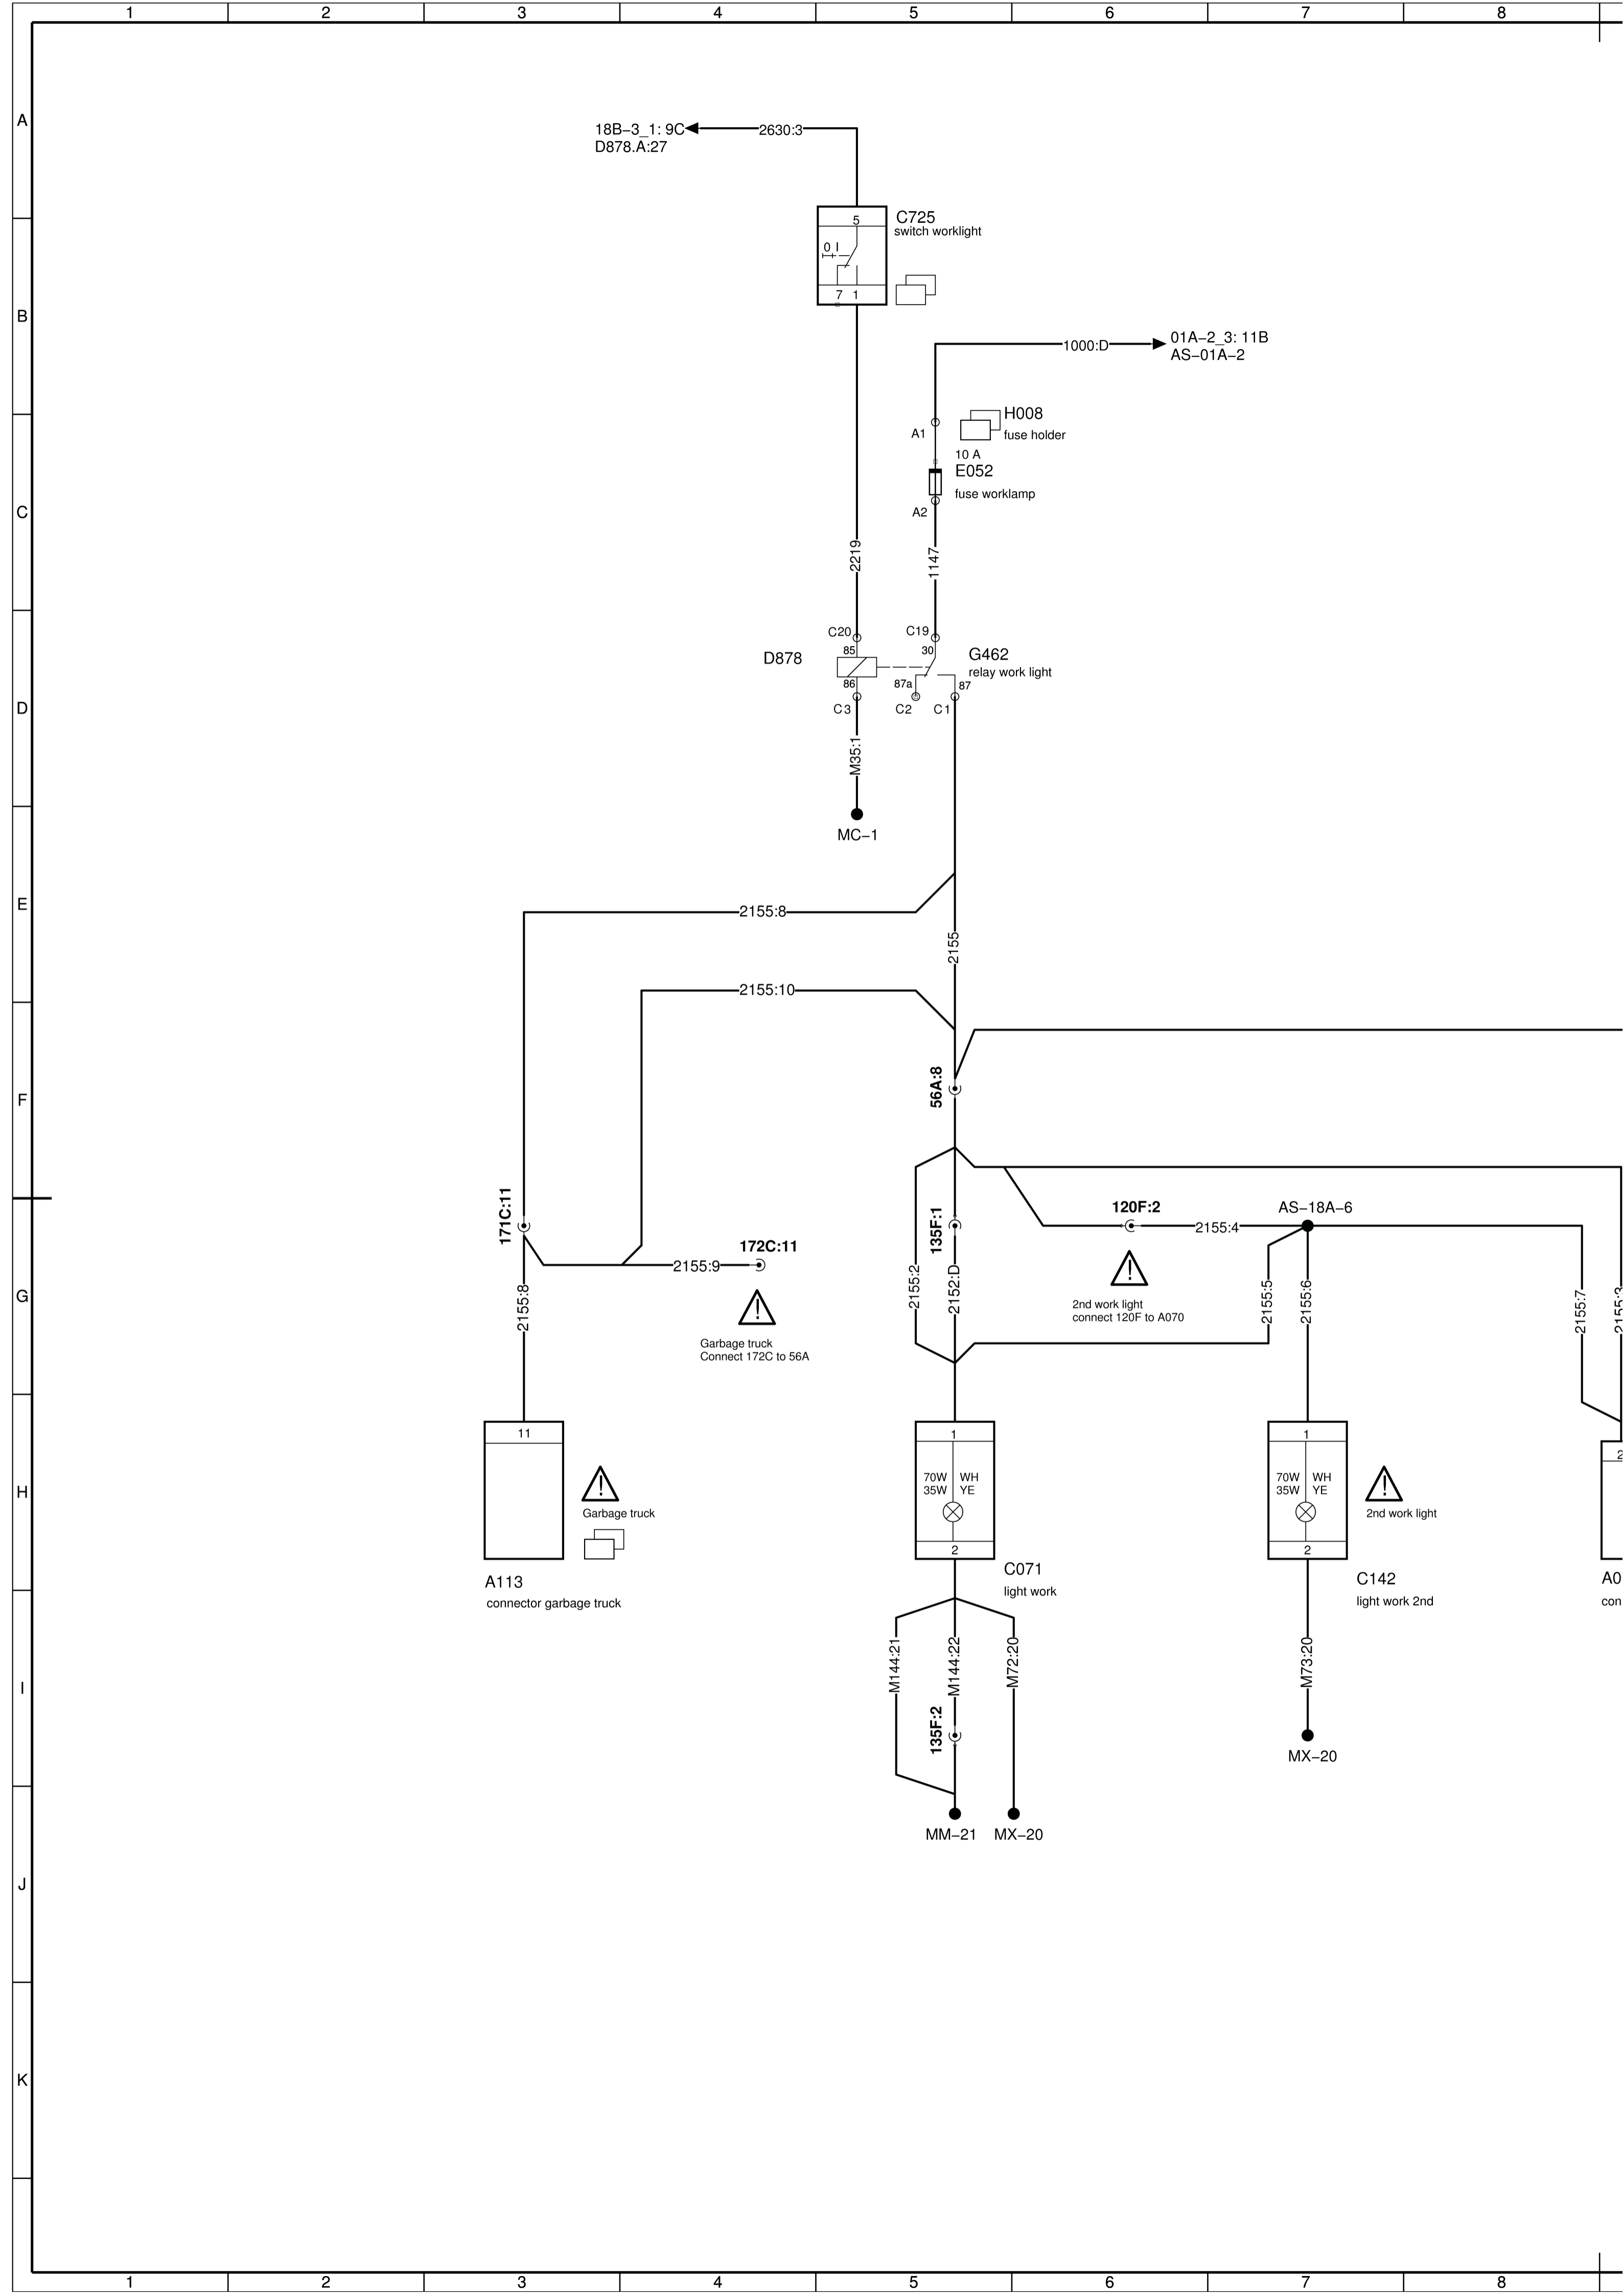 1 2 3 4 5 6 7 8
A
18B−3_1: 9C
D878.A:27
2630:3
5
C725
switch worklight
0 I
7 1
B
1000:D
01A−2_3: 11B
AS−01A−2
A1
H008
fuse holder
10 A
E052
fuse worklamp
A2
C
2219
1147
C20
C19
85
30
D878
G462
relay work light
86
87a
87
C3
C2
C1
D
M35:1
MC−1
E
2155:8
2155
2155:10
F
56A:8
171C:11
135F:1
120F:2
AS−18A−6
2155:4
172C:11
2155:9
G
2155:8
2155:2
2152:D
2155:5
2155:6
2155:7
2155:3
2nd work light
connect 120F to A070
Garbage truck
Connect 172C to 56A
11
1
1
2
H
70W WH
35W YE
70W WH
35W YE
Garbage truck
2nd work light
2
2
A113
connector garbage truck
C071
light work
C142
light work 2nd
A0
con
I
M144:21
M144:22
M72:20
M73:20
135F:2
MX−20
MM−21
MX−20
J
K
1 2 3 4 5 6 7 8